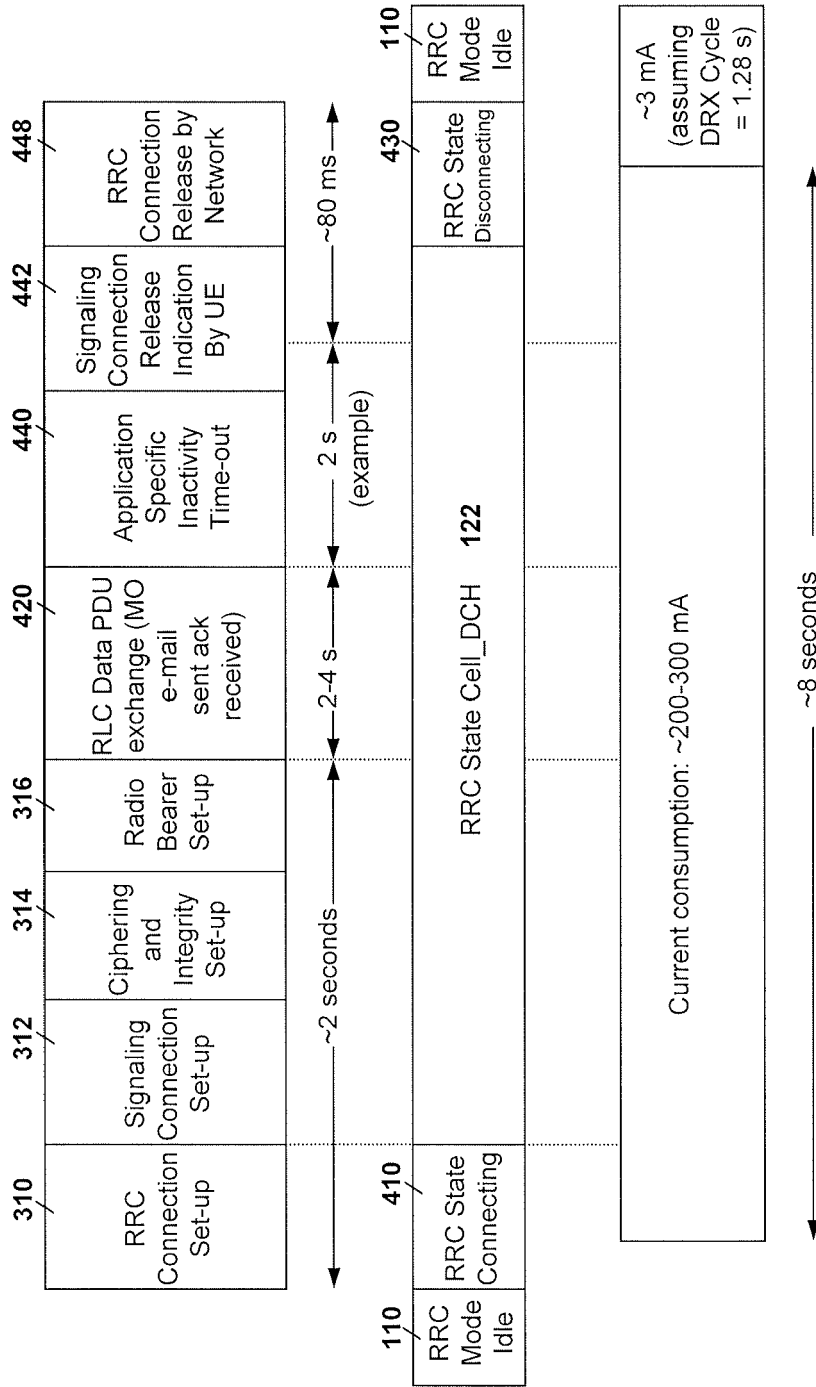 310
RRC
Connection
Set-up
312
Signaling
Connection
Set-up
314
Ciphering
and
Integrity
Set-up
316
Radio
Bearer
Set-up
420
RLC Data PDU
exchange (MO
e-mail
sent ack
received)
440
Application
Specific
Inactivity
Time-out
442
Signaling
Connection
Release
Indication
By UE
448
RRC
Connection
Release by
Network
~2 seconds
2-4 s
2 s
(example)
~80 ms
110
RRC
Mode
Idle
410
RRC State
Connecting
RRC State Cell_DCH 122
430
RRC State
Disconnecting
110
RRC
Mode
Idle
Current consumption: ~200-300 mA
~3 mA
(assuming
DRX Cycle
= 1.28 s)
~8 seconds